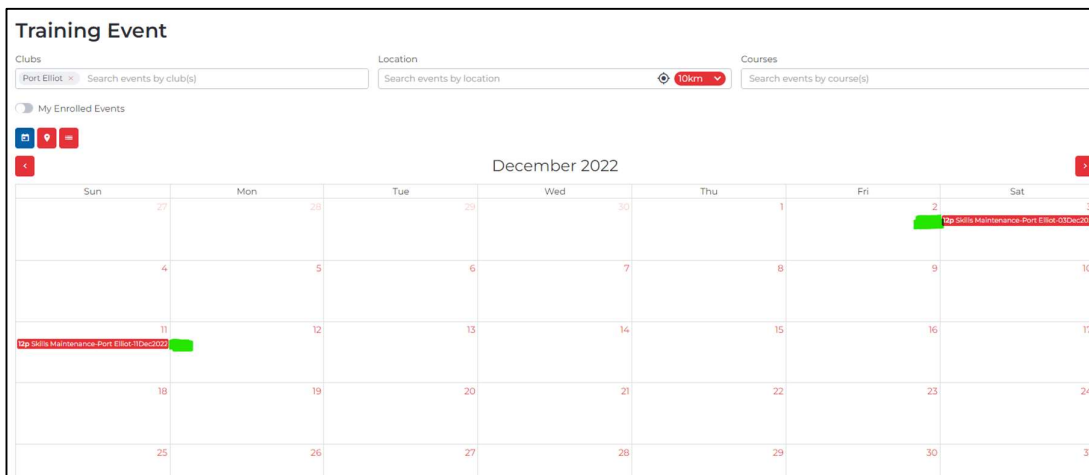 Training Event
Clubs Location Courses
Port Elliot × Search events by club(s) Search events by location 10km Search events by course(s)
My Enrolled Events
December 2022
Sun Mon Tue Wed Thu Fri Sat
27 28 29 30 1 2 3
12p Skills Maintenance-Port Elliot-03Dec20
4 5 6 7 8 9 10
11 12 13 14 15 16 17
12p Skills Maintenance-Port Elliot-11Dec2022
18 19 20 21 22 23 24
25 26 27 28 29 30